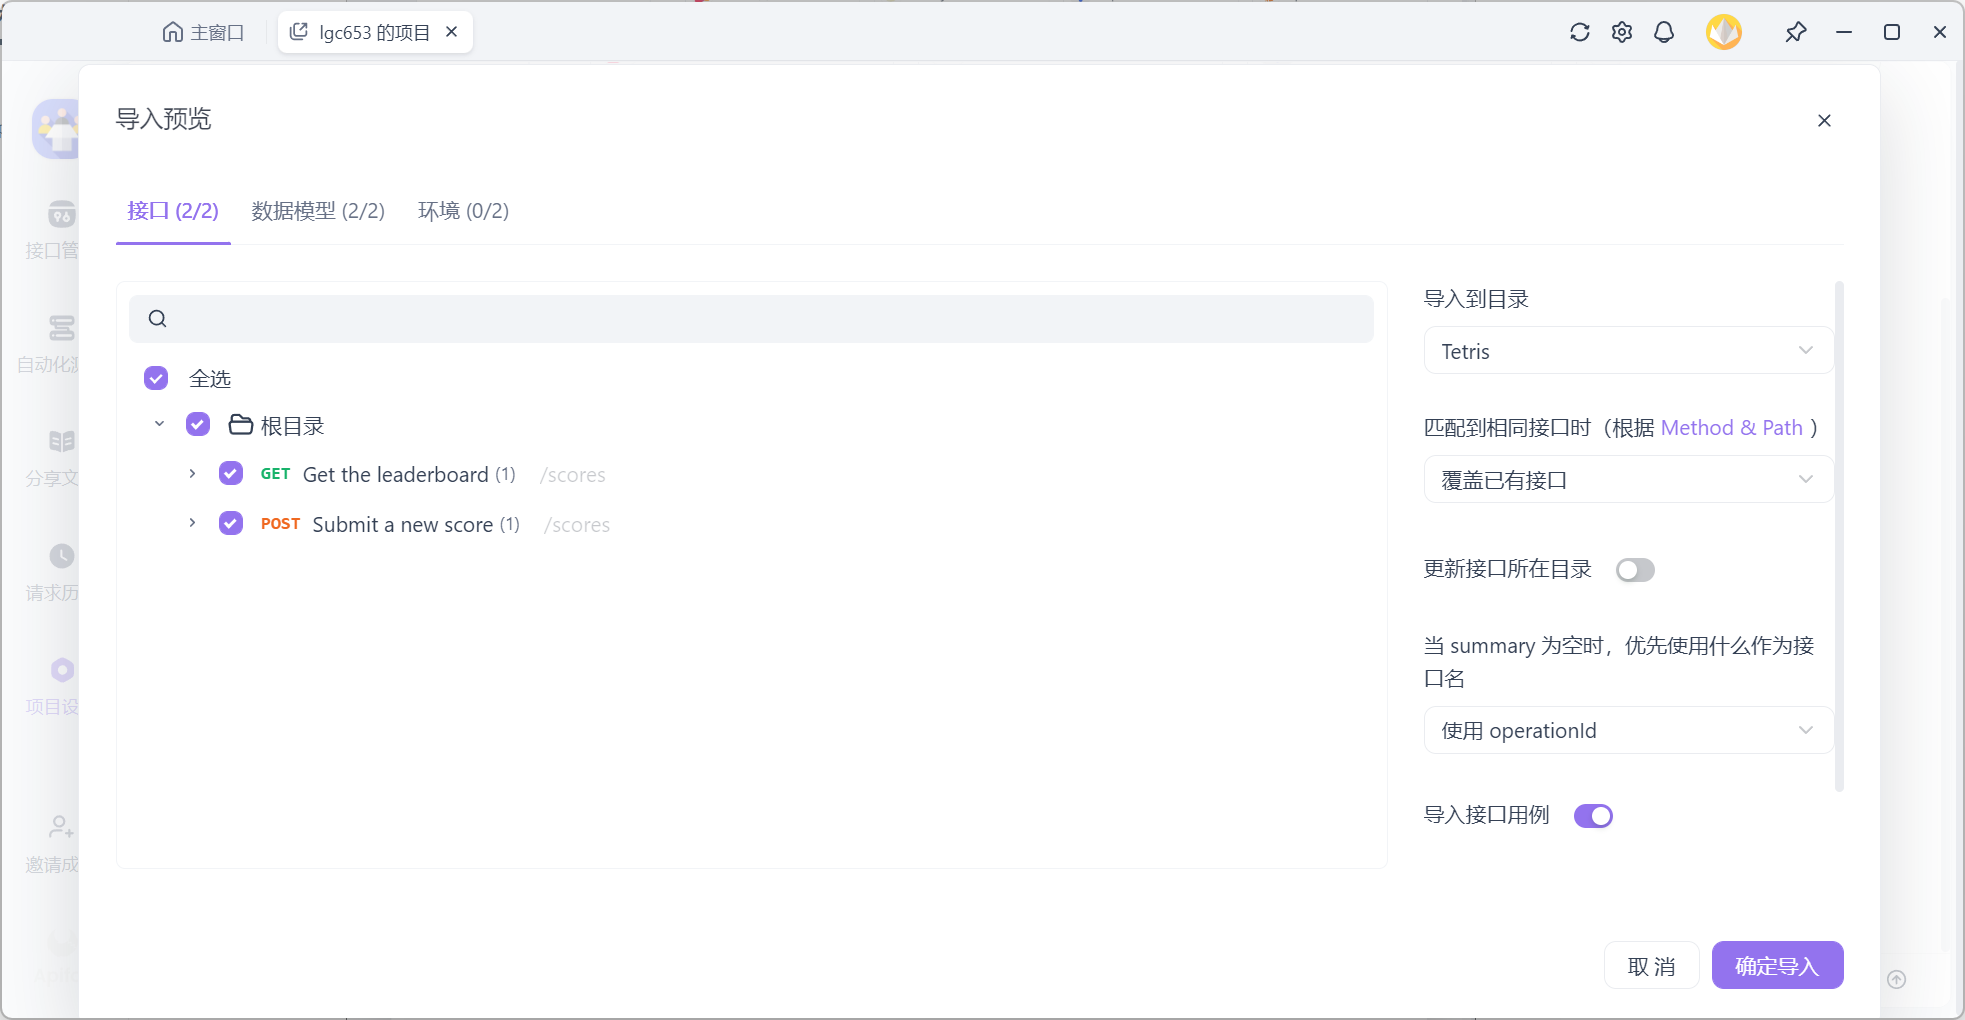 主窗口
lgc653 的项目
导入预览
接口 (2/2)
数据模型 (2/2)
环境 (0/2)
全选
根目录
GET Get the leaderboard (1) /scores
POST Submit a new score (1) /scores
导入到目录
Tetris
匹配到相同接口时（根据 Method & Path ）
覆盖已有接口
更新接口所在目录
当 summary 为空时，优先使用什么作为接
口名
使用 operationId
导入接口用例
取 消
确定导入
接口管
自动化测
分享文
请求历
项目设
邀请成